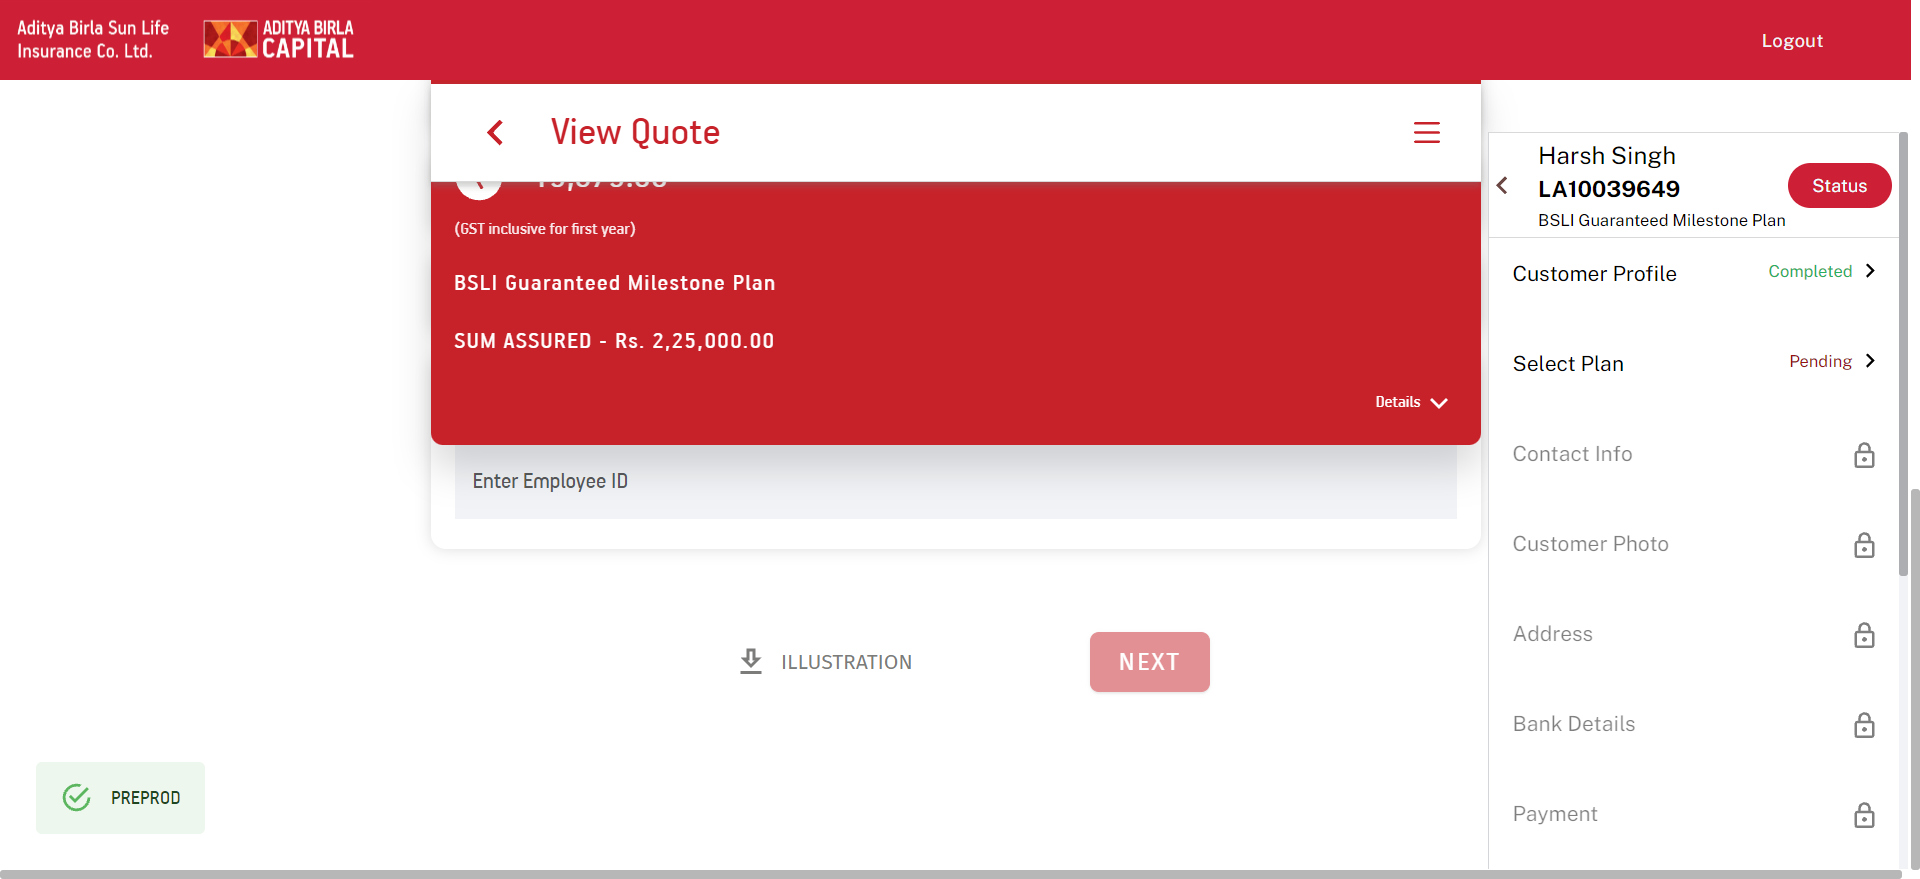 Aditya Birla Sun Life
Insurance Co. Ltd.
ADITYA BIRLA
CAPITAL
Logout
View Quote
(GST inclusive for first year)
BSLI Guaranteed Milestone Plan
SUM ASSURED - Rs. 2,25,000.00
Details
Enter Employee ID
ILLUSTRATION
NEXT
PREPROD
Harsh Singh
LA10039649
BSLI Guaranteed Milestone Plan
Status
Customer Profile
Completed
Select Plan
Pending
Contact Info
Customer Photo
Address
Bank Details
Payment